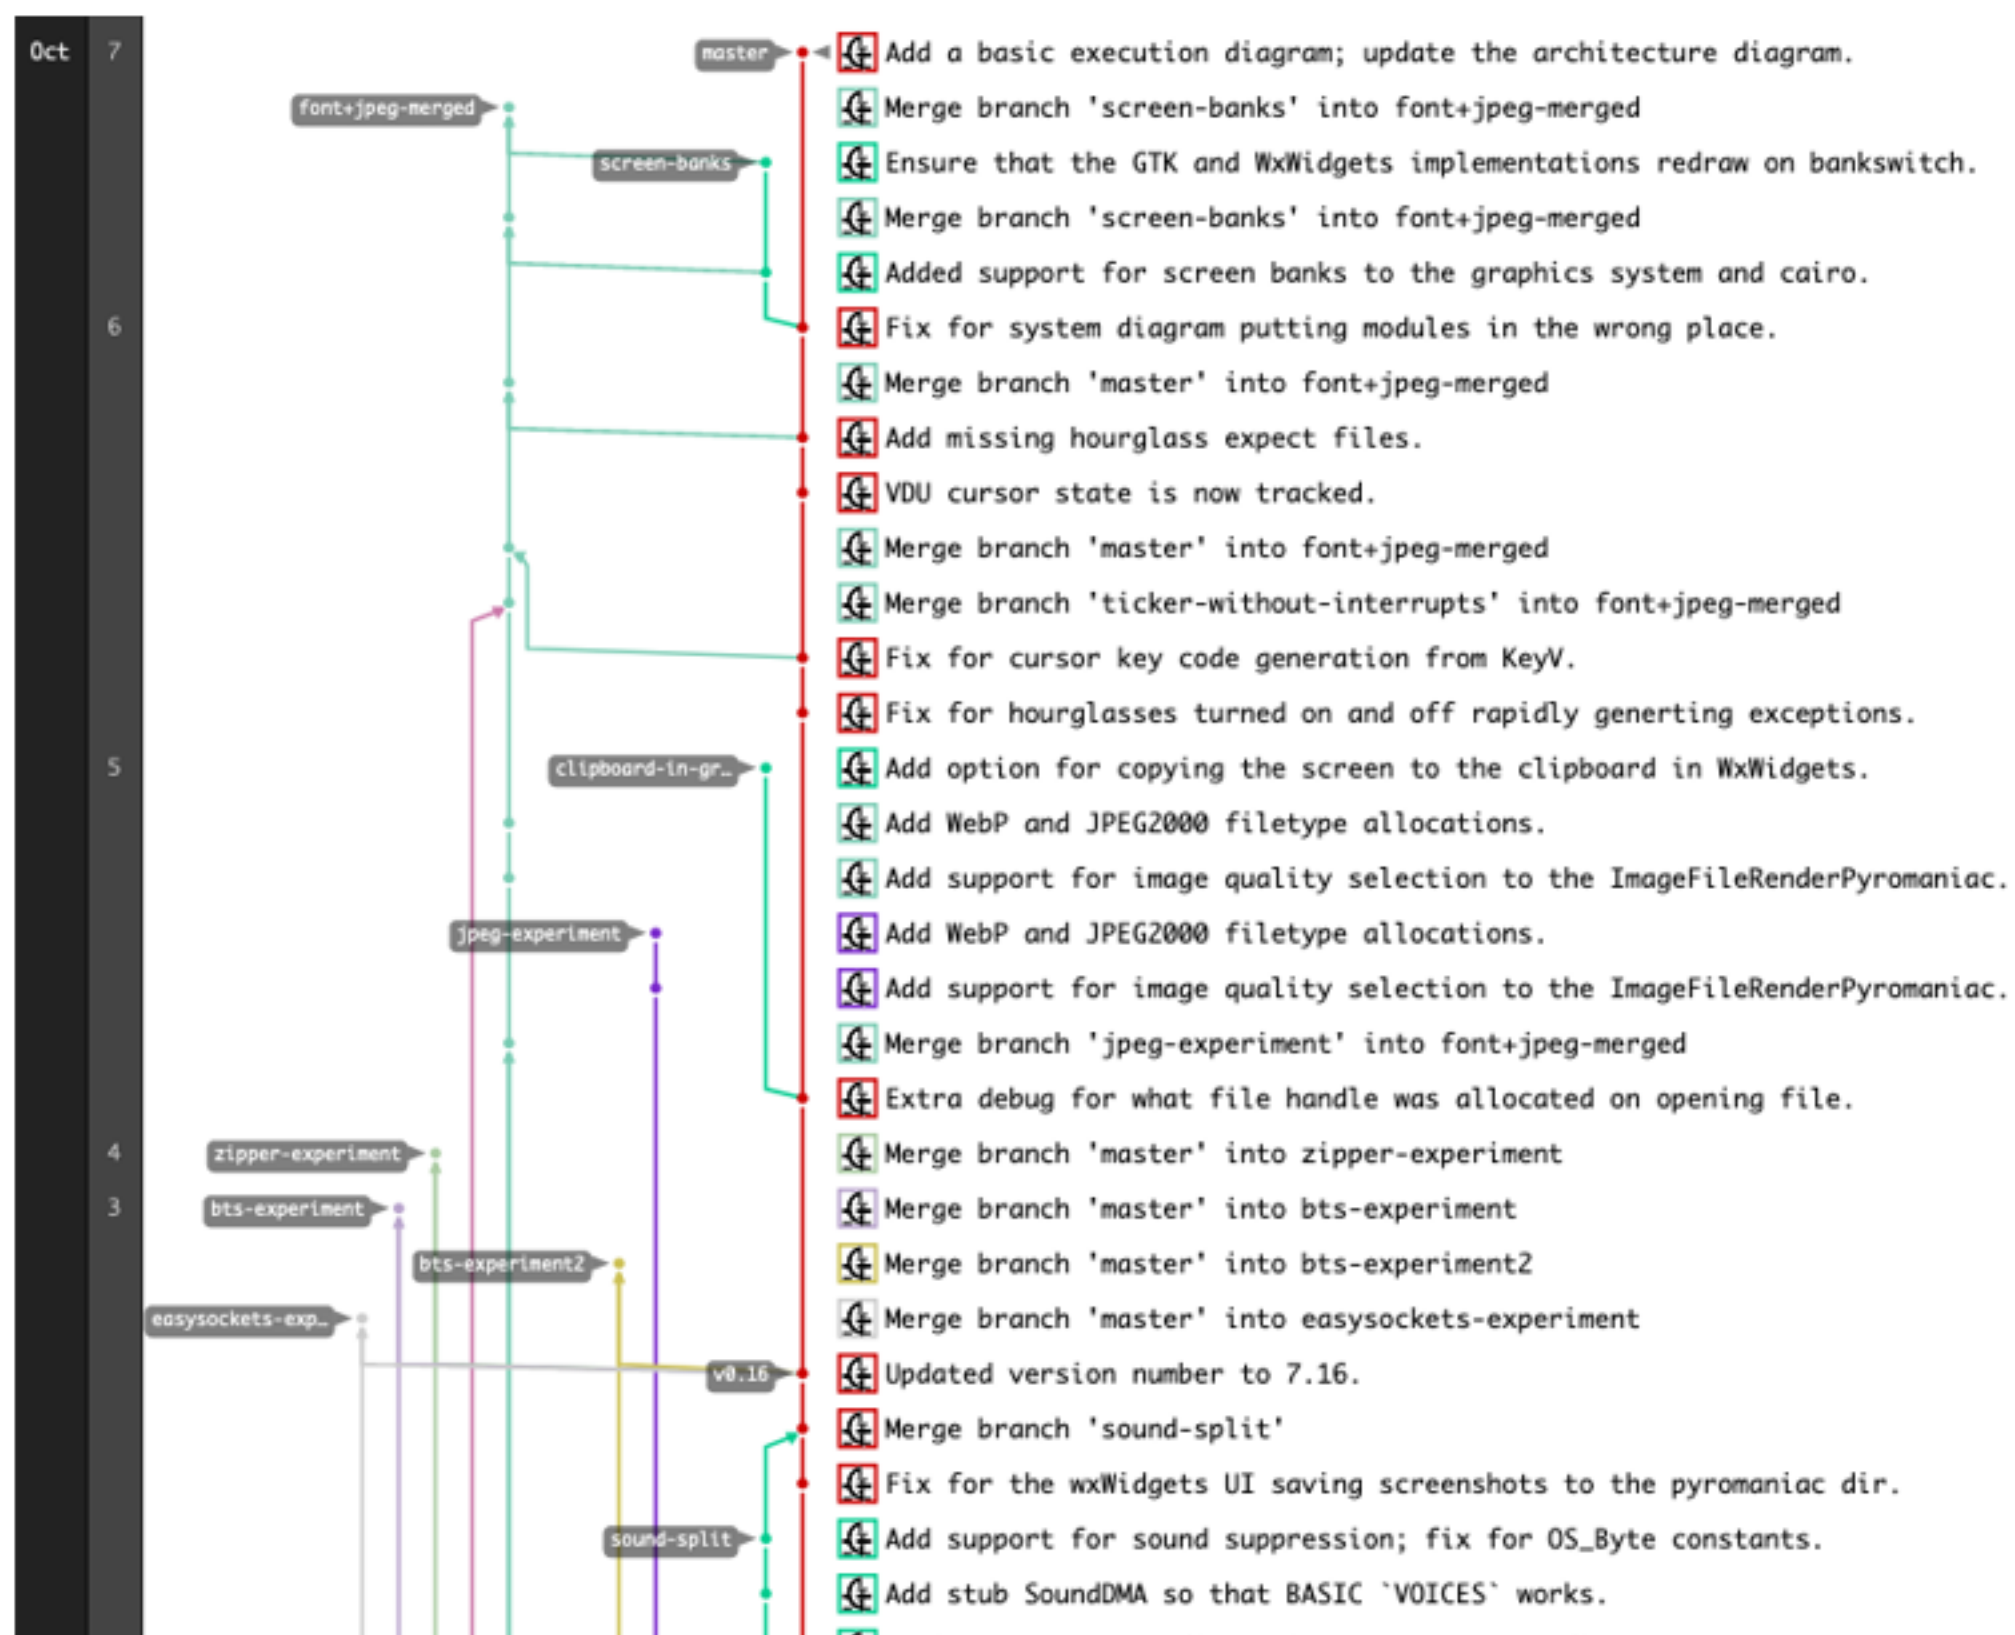 Oct 7 master Add a basic execution diagram; update the architecture diagram.
font+jpeg-merged Merge branch 'screen-banks' into font+jpeg-merged
screen-banks Ensure that the GTK and WxWidgets implementations redraw on bankswitch.
Merge branch 'screen-banks' into font+jpeg-merged
Added support for screen banks to the graphics system and cairo.
6 Fix for system diagram putting modules in the wrong place.
Merge branch 'master' into font+jpeg-merged
Add missing hourglass expect files.
VDU cursor state is now tracked.
Merge branch 'master' into font+jpeg-merged
Merge branch 'ticker-without-interrupts' into font+jpeg-merged
Fix for cursor key code generation from KeyV.
Fix for hourglasses turned on and off rapidly generting exceptions.
5 clipboard-in-gr… Add option for copying the screen to the clipboard in WxWidgets.
Add WebP and JPEG2000 filetype allocations.
Add support for image quality selection to the ImageFileRenderPyromaniac.
jpeg-experiment Add WebP and JPEG2000 filetype allocations.
Add support for image quality selection to the ImageFileRenderPyromaniac.
Merge branch 'jpeg-experiment' into font+jpeg-merged
Extra debug for what file handle was allocated on opening file.
4 zipper-experiment Merge branch 'master' into zipper-experiment
3 bts-experiment Merge branch 'master' into bts-experiment
bts-experiment2 Merge branch 'master' into bts-experiment2
easysockets-exp… Merge branch 'master' into easysockets-experiment
v0.16 Updated version number to 7.16.
Merge branch 'sound-split'
Fix for the wxWidgets UI saving screenshots to the pyromaniac dir.
sound-split Add support for sound suppression; fix for OS_Byte constants.
Add stub SoundDMA so that BASIC `VOICES` works.